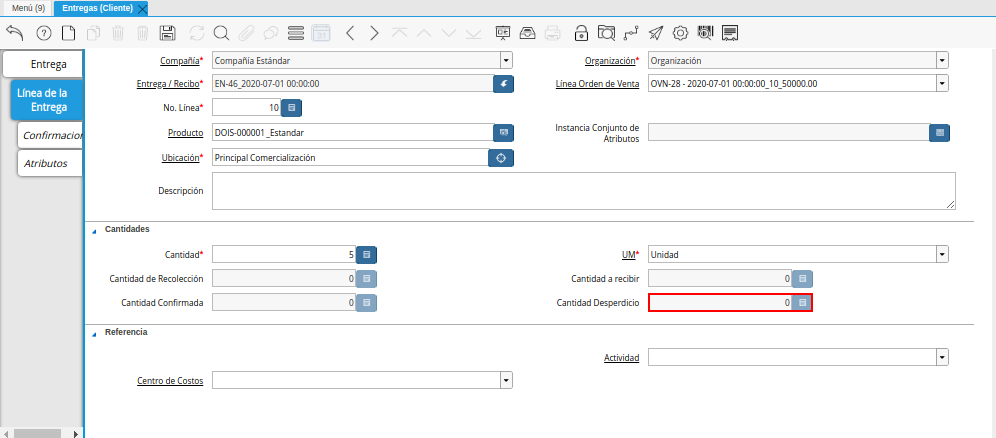 Menú (9)
Entregas (Cliente)
Entrega
Línea de la
Entrega
Confirmacion
Atributos
Compañía* Compañía Estándar
Organización* Organización
Entrega / Recibo* EN-46_2020-07-01 00:00:00
Línea Orden de Venta OVN-28 - 2020-07-01 00:00:00_10_50000.00
No. Línea* 10
Producto DOIS-000001_Estandar
Instancia Conjunto de
Atributos
Ubicación* Principal Comercialización
Descripción
Cantidades
Cantidad* 5
UM* Unidad
Cantidad de Recolección 0
Cantidad a recibir 0
Cantidad Confirmada 0
Cantidad Desperdicio 0
Referencia
Actividad
Centro de Costos